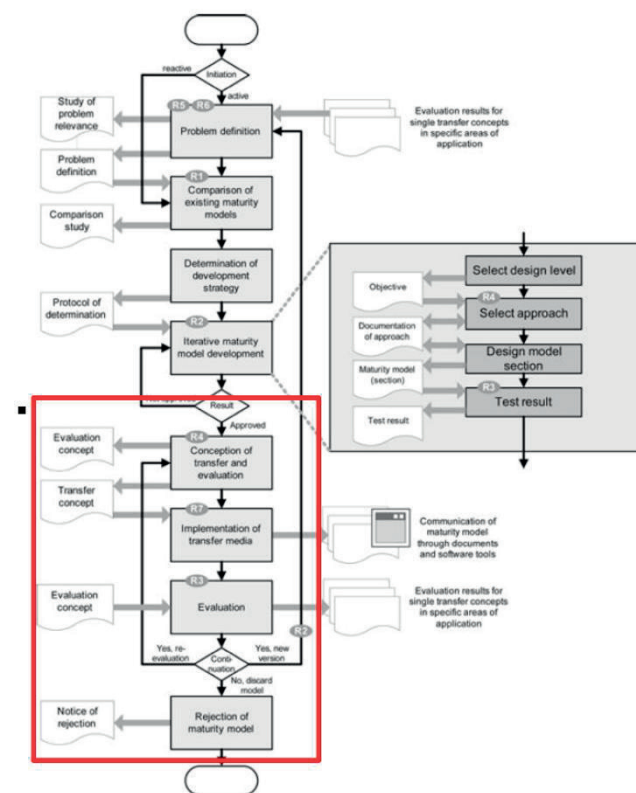 reactive
Initiation
active
Study of
problem
relevance
R5
R6
Problem definition
Evaluation results for
single transfer concepts
in specific areas of
application
Problem
definition
R1
Comparison of
existing maturity
models
Comparison
study
Determination of
development
strategy
Protocol of
determination
R2
Iterative maturity
model development
Select design level
Objective
R4
Select approach
Documentation
of approach
Design model
section
Maturity model
(section)
R3
Test result
Test result
Result
Approved
Evaluation
concept
R4
Conception of
transfer and
evaluation
Transfer
concept
R7
Implementation of
transfer media
Communication of
maturity model
through documents
and software tools
Evaluation
concept
R3
Evaluation
Evaluation results for
single transfer concepts
in specific areas of
application
R2
Yes, re-
evaluation
Conti-
nuation
Yes, new
version
No, discard
model
Notice of
rejection
Rejection of
maturity model